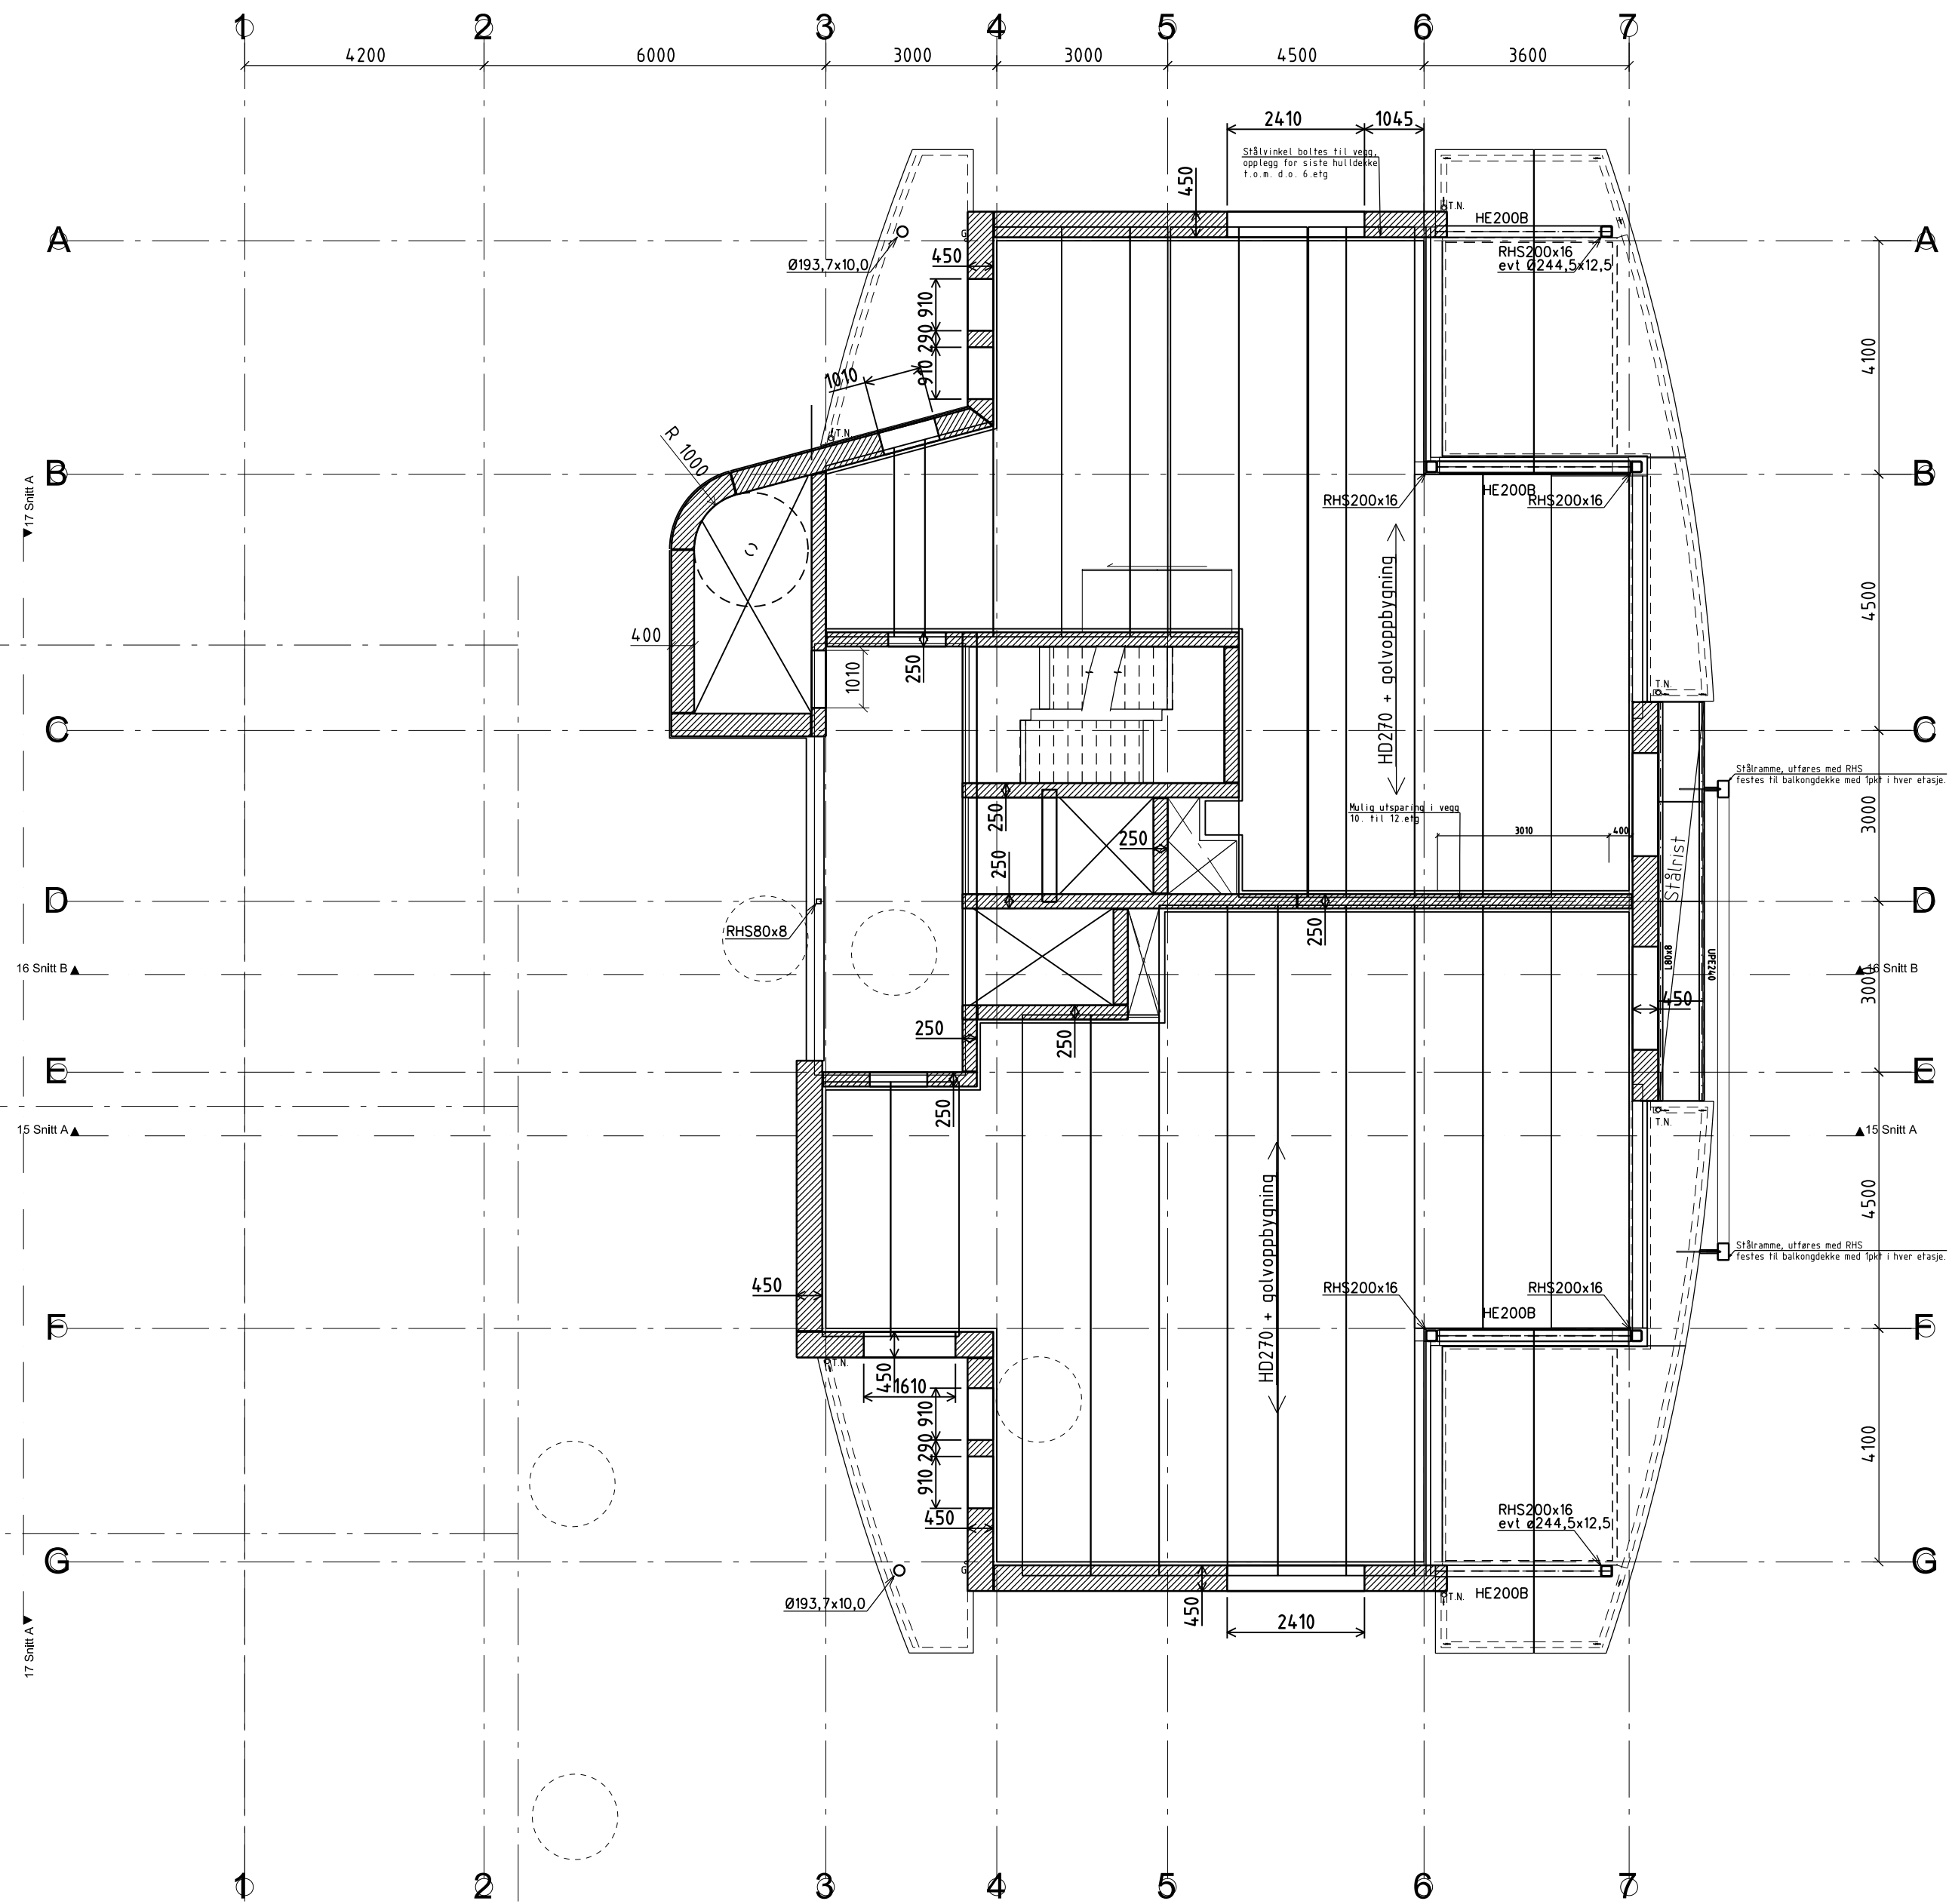 1 2 3 4 5 6 7
4200 6000 3000 3000 4500 3600
2410 1045
Stålvinkel boltes til vegg,
opplegg for siste hulldekke
t.o.m. d.o. 6.etg
450
T.N.
HE200B
A A
G
Ø193,7x10,0
450
RHS200x16
evt Ø244,5x12,5
910
290
910
4100
1010
T.N.
R 1000
B B
17 Snitt A
RHS200x16
HE200B
RHS200x16
HD270 + golvoppbygning
4500
400
250
1010
T.N.
C C
Stålramme, utføres med RHS
festes til balkongdekke med 1pkt i hver etasje.
250
Mulig utsparing i vegg
10. til 12.etg
3010
400
3000
250
250
Stålrist
D D
RHS80x8
250
L80x8
UPE240
16 Snitt B
16 Snitt B
3000
450
250
250
E E
250
T.N.
15 Snitt A
15 Snitt A
HD270 + golvoppbygning
4500
Stålramme, utføres med RHS
festes til balkongdekke med 1pkt i hver etasje.
450
RHS200x16
HE200B
RHS200x16
F F
T.N.
450
1610
910
290
910
4100
450
RHS200x16
evt ø244,5x12,5
G G
G
Ø193,7x10,0
450
T.N.
HE200B
2410
17 Snitt A
1 2 3 4 5 6 7